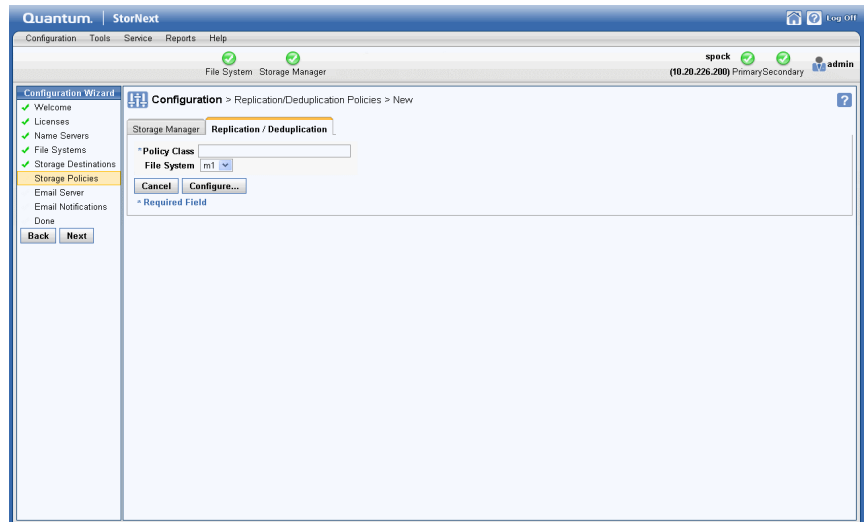 Quantum. | StorNext
Log Off
Configuration Tools Service Reports Help
File System Storage Manager
spock
(10.20.226.200) Primary Secondary
admin
Configuration Wizard
Welcome
Licenses
Name Servers
File Systems
Storage Destinations
Storage Policies
Email Server
Email Notifications
Done
Back Next
Configuration > Replication/Deduplication Policies > New
?
Storage Manager Replication / Deduplication
*Policy Class
File System m1
Cancel Configure...
* Required Field